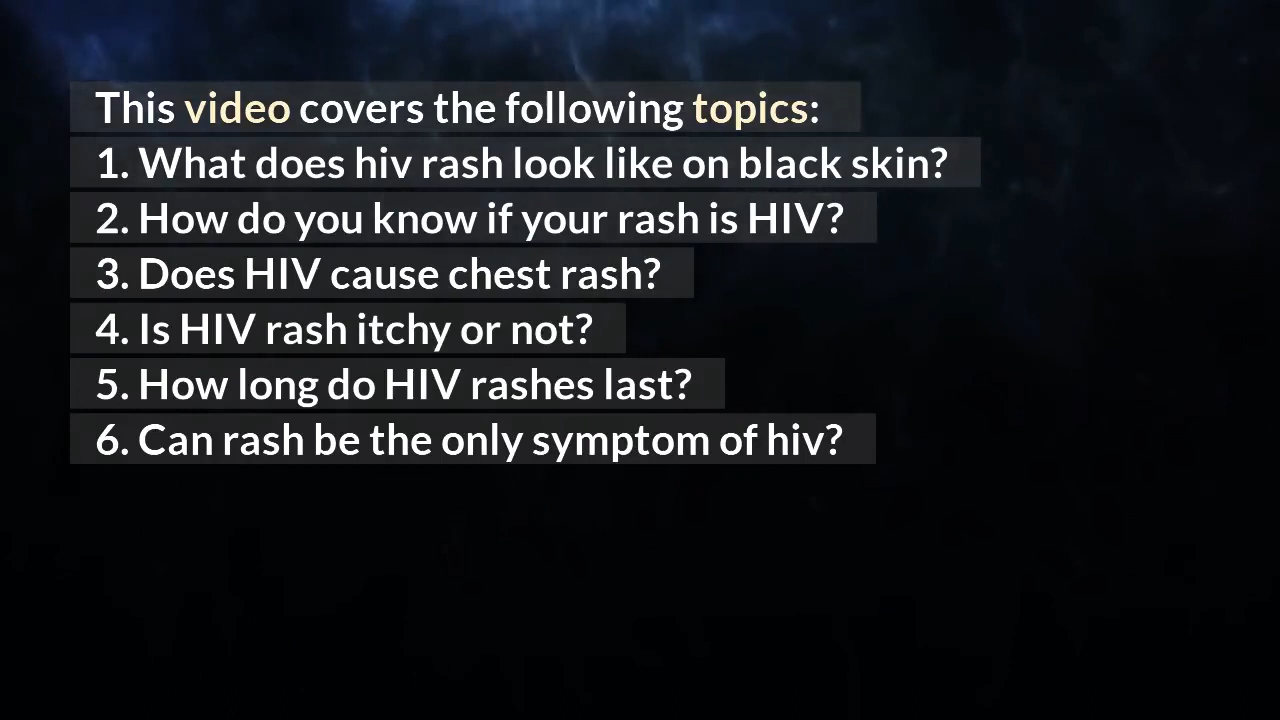 This video covers the following topics:
1. What does hiv rash look like on black skin?
2. How do you know if your rash is HIV?
3. Does HIV cause chest rash?
4. Is HIV rash itchy or not?
5. How long do HIV rashes last?
6. Can rash be the only symptom of hiv?